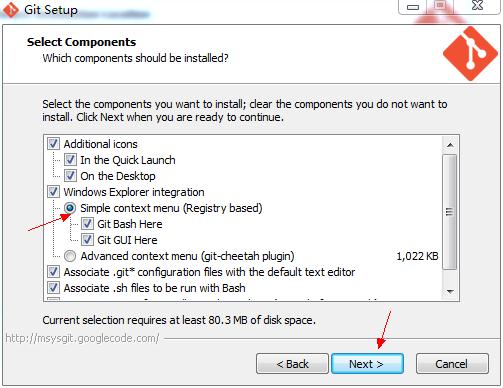 Git Setup
Select Components
Which components should be installed?
Select the components you want to install; clear the components you do not want to
install. Click Next when you are ready to continue.
Additional icons
In the Quick Launch
On the Desktop
Windows Explorer integration
Simple context menu (Registry based)
Git Bash Here
Git GUI Here
Advanced context menu (git-cheetah plugin) 1,022 KB
Associate .git* configuration files with the default text editor
Associate .sh files to be run with Bash
Current selection requires at least 80.3 MB of disk space.
http://msysgit.googlecode.com/
< Back
Next >
Cancel